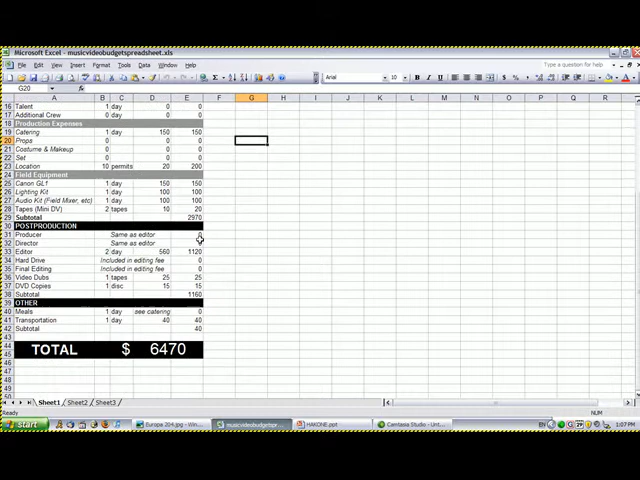 Microsoft Excel - musicvideobudgetspreadsheet.xls
File Edit View Insert Format Tools Data Window Help Type a question for help
Arial 10 B I U
G20 fx
A B C D E F G H I J K L M N O P Q R
16 Talent 1 day 0 0
17 Additional Crew 0 day 0 0
18 Production Expenses
19 Catering 1 day 150 150
20 Props 0 0 0
21 Costume & Makeup 0 0 0
22 Set 0 0 0
23 Location 10 permits 20 200
24 Field Equipment
25 Canon GL1 1 day 150 150
26 Lighting Kit 1 day 100 100
27 Audio Kit (Field Mixer, etc) 1 day 100 100
28 Tapes (Mini DV) 2 tapes 10 20
29 Subtotal 2970
30 POSTPRODUCTION
31 Producer Same as editor 0
32 Director Same as editor
33 Editor 2 day 560 1120
34 Hard Drive Included in editing fee 0
35 Final Editing Included in editing fee 0
36 Video Dubs 1 tapes 25 25
37 DVD Copies 1 disc 15 15
38 Subtotal 1160
39 OTHER
40 Meals 1 day see catering 0
41 Transportation 1 day 40 40
42 Subtotal 40
43
44 TOTAL $ 6470
45
46
47
48
49
50
Sheet1 Sheet2 Sheet3
Ready NUM
start Europa 204.jpg - Win... musicvideobudgetspr... HAKONE.ppt Camtasia Studio - Unt... EN 1:07 PM